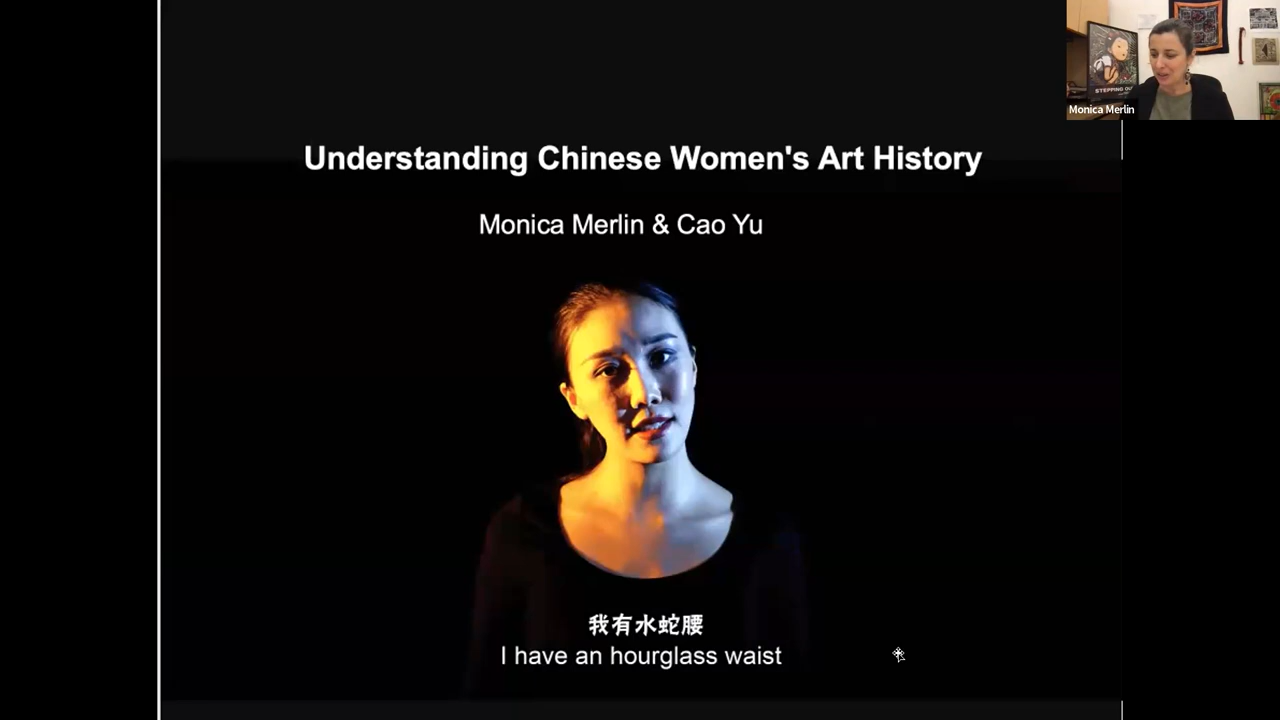 Understanding Chinese Women's Art History
Monica Merlin & Cao Yu
我有水蛇腰
I have an hourglass waist
STEPPING OU
Monica Merlin